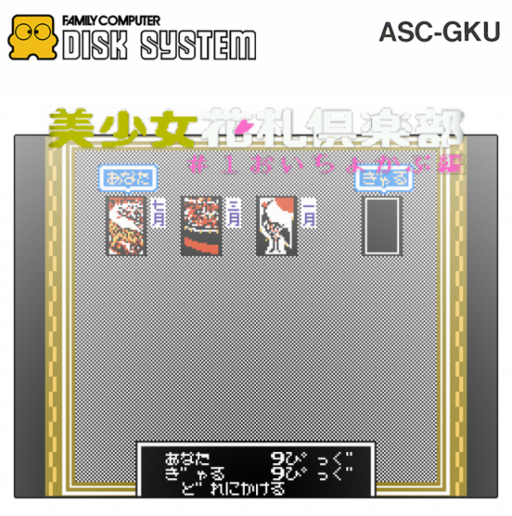 FAMILY COMPUTER
DISK SYSTEM
ASC-GKU
美少女花札倶楽部
#1おいちょかぶ編
あなた
ぎゃる
七月
三月
一月
あなた 9ぴﾟっぐ"
ぎ"ゃる 9ぴﾟっぐ"
ど"れにかける